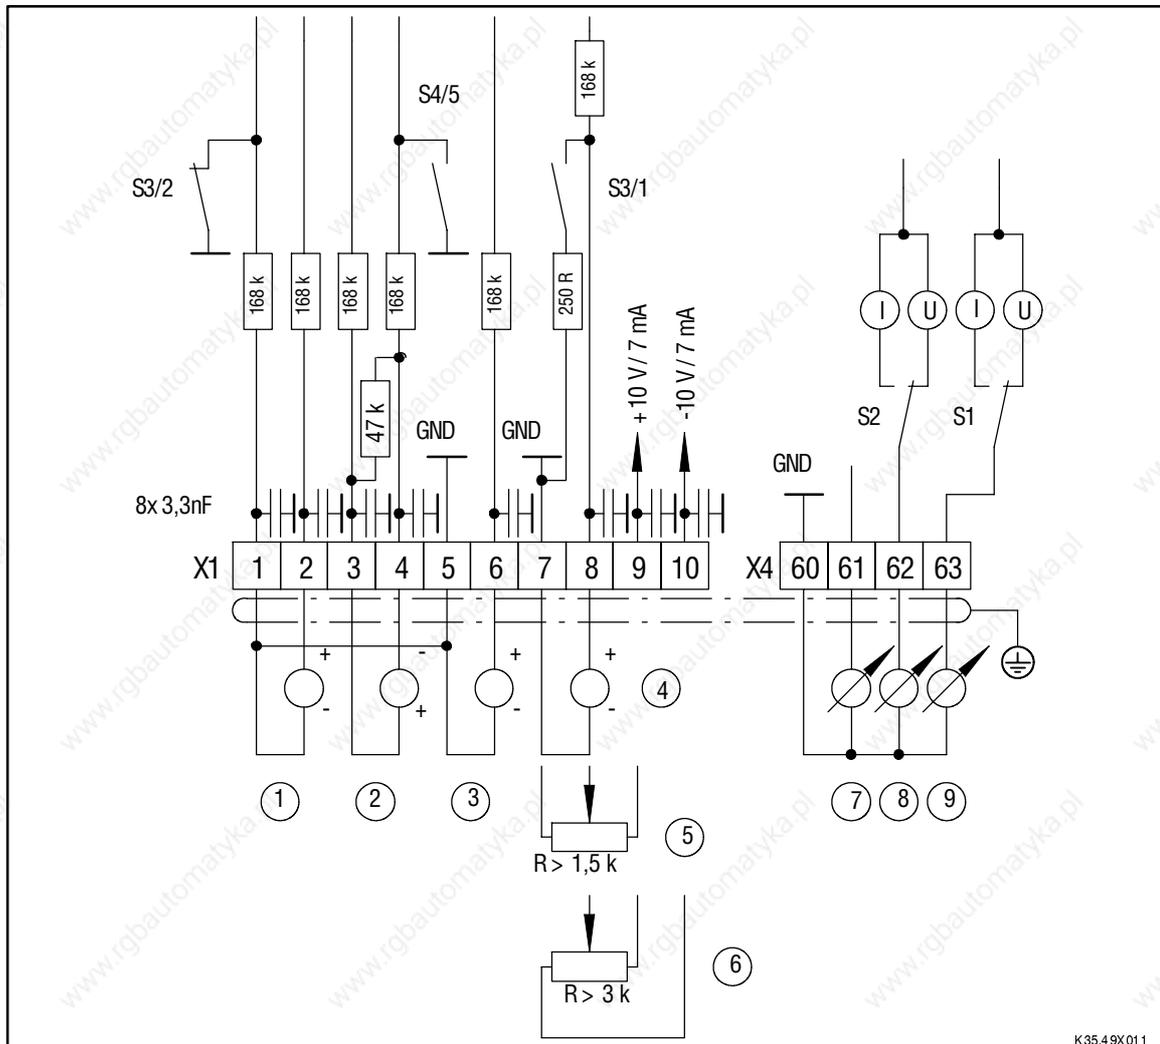 168 k
S4/5
S3/2
S3/1
168 k
168 k
168 k
168 k
168 k
250 R
I
U
I
U
+10 V / 7 mA
-10 V / 7 mA
47 k
GND
GND
S2
S1
GND
8x 3,3nF
X1 1 2 3 4 5 6 7 8 9 10
X4 60 61 62 63
+ - + +
- + - -
4
1 2 3
7 8 9
5
R > 1,5 k
6
R > 3 k
K35.49X011
www.rgbautomatyka.pl